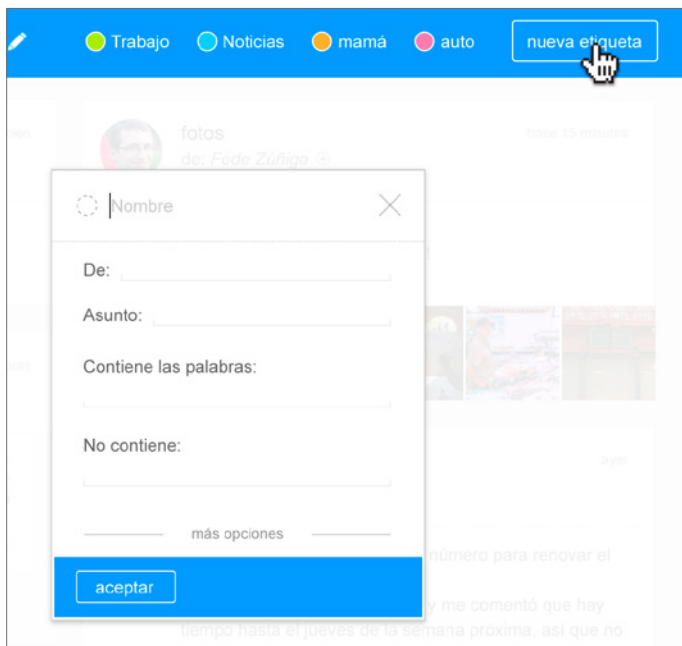 Trabajo Noticias mamá auto nueva etiqueta
fotos hace 15 minutos
de: Fede Zúñiga
Nombre
De:
Asunto:
Contiene las palabras:
No contiene:
ayer
más opciones
número para renovar el
aceptar
y me comentó que hay
tiempo hasta el jueves de la semana próxima, así que no